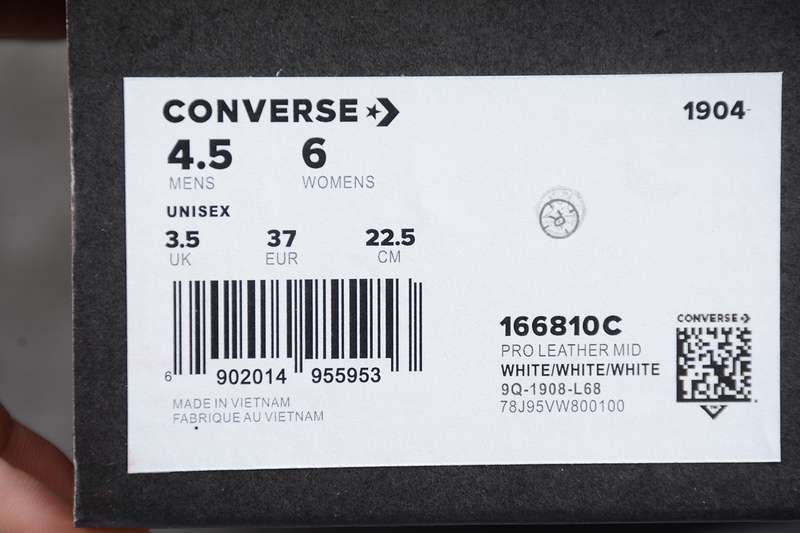 CONVERSE
1904
4.5 6
MENS WOMENS
UNISEX
3.5 37 22.5
UK EUR CM
6 902014 955953
MADE IN VIETNAM
FABRIQUE AU VIETNAM
166810C
PRO LEATHER MID
WHITE/WHITE/WHITE
9Q-1908-L68
78J95VW800100
CONVERSE